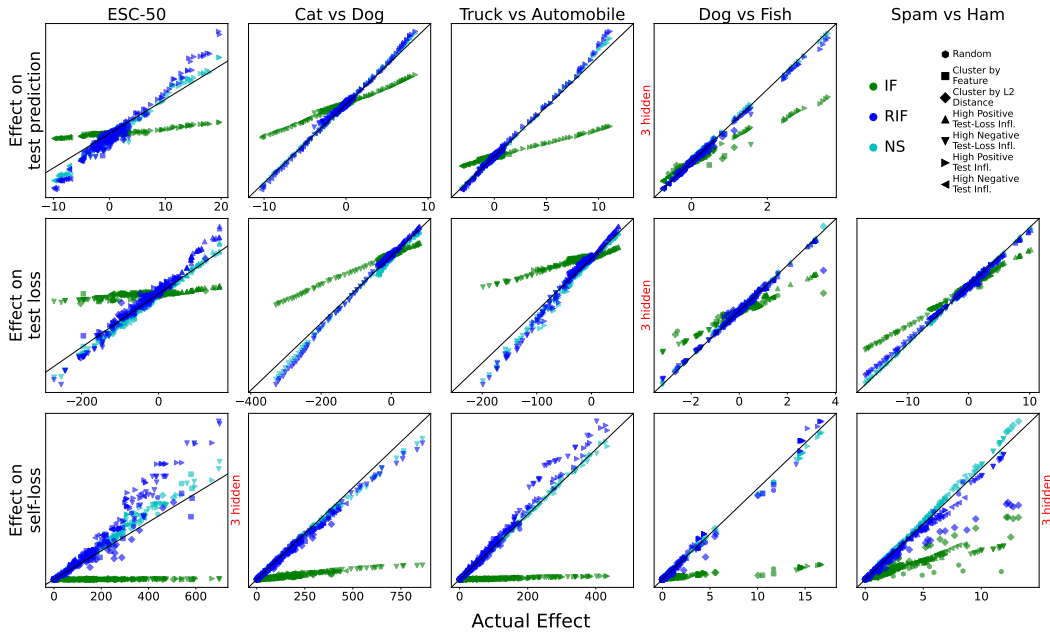 ESC-50
Cat vs Dog
Truck vs Automobile
Dog vs Fish
Spam vs Ham
Effect on
test prediction
−10 0 10 20
−10 0 10
0 5 10
3 hidden
0 2
IF
RIF
NS
Random
Cluster by
Feature
Cluster by L2
Distance
High Positive
Test-Loss Infl.
High Negative
Test-Loss Infl.
High Positive
Test Infl.
High Negative
Test Infl.
Effect on
test loss
−200 0
−400 −200 0
−200 −100 0
3 hidden
−2 0 2 4
−10 0 10
Effect on
self-loss
0 200 400 600
3 hidden
0 250 500 750
0 200 400
0 5 10 15
0 5 10
3 hidden
Actual Effect